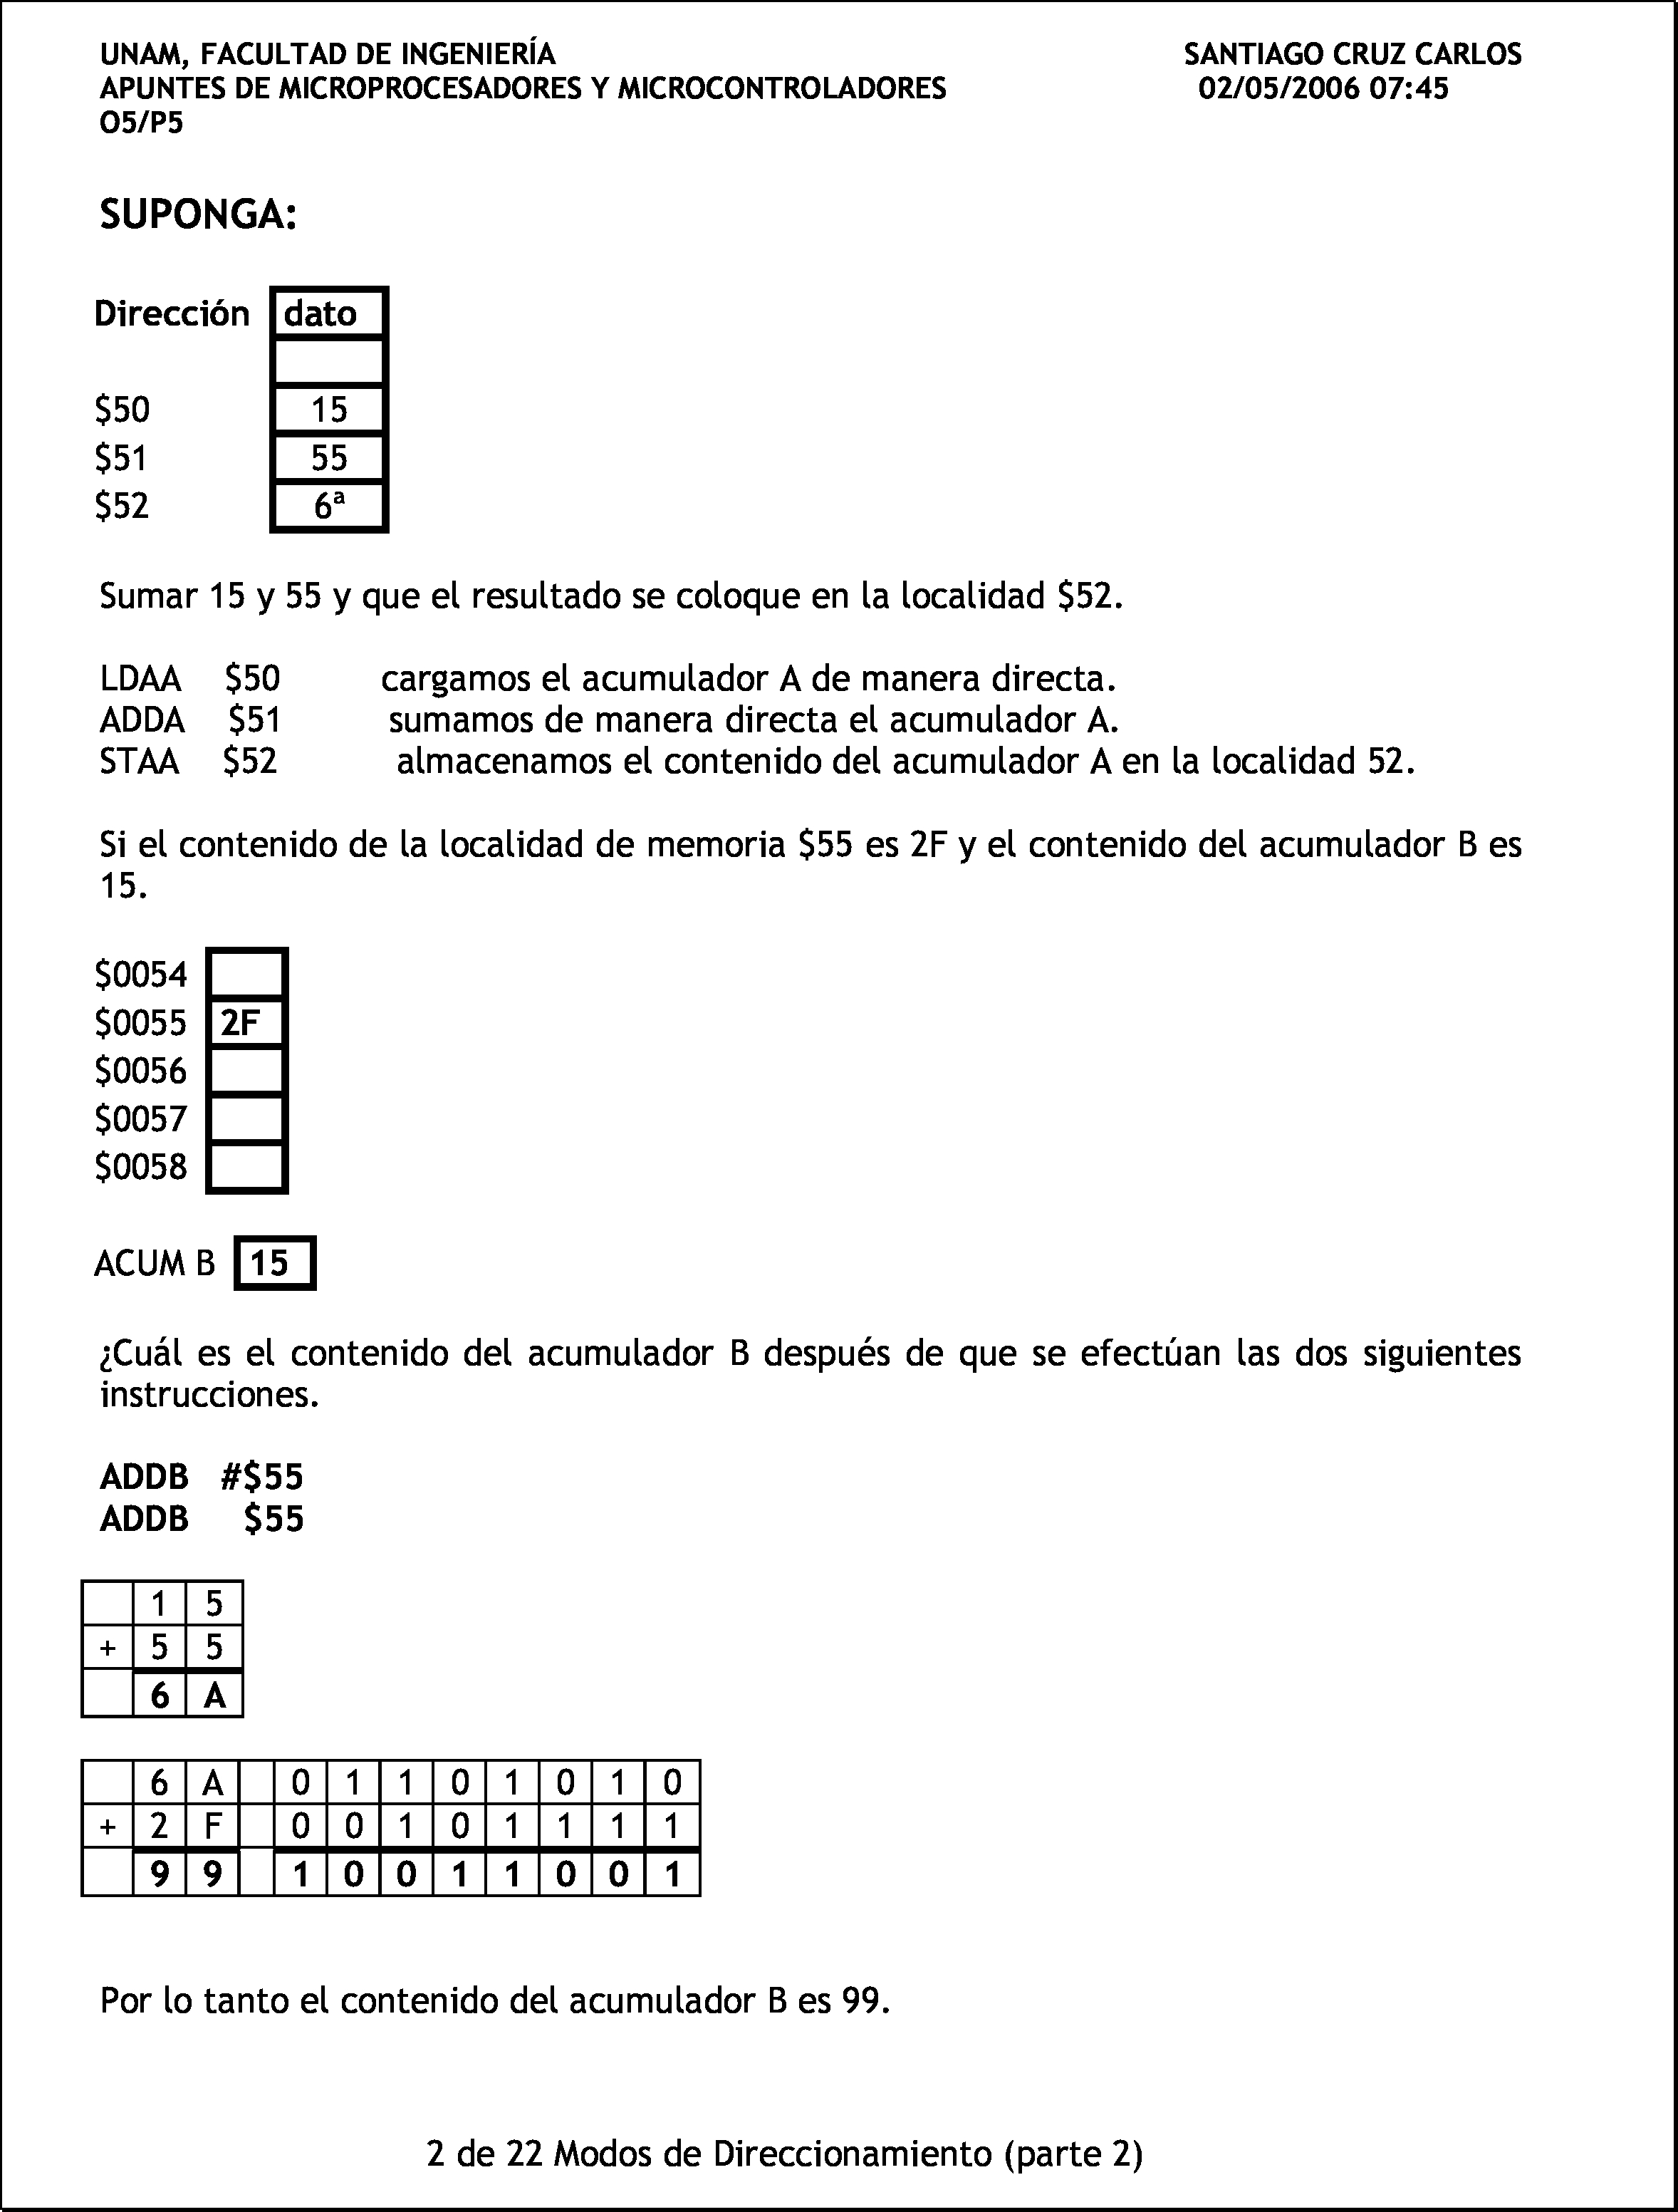 UNAM, FACULTAD DE INGENIERÍA SANTIAGO CRUZ CARLOS
APUNTES DE MICROPROCESADORES Y MICROCONTROLADORES 02/05/2006 07:45
O5/P5
SUPONGA:
Dirección dato
$50 15
$51 55
$52 6ª
Sumar 15 y 55 y que el resultado se coloque en la localidad $52.
LDAA $50 cargamos el acumulador A de manera directa.
ADDA $51 sumamos de manera directa el acumulador A.
STAA $52 almacenamos el contenido del acumulador A en la localidad 52.
Si el contenido de la localidad de memoria $55 es 2F y el contenido del acumulador B es
15.
$0054
$0055 2F
$0056
$0057
$0058
ACUM B 15
¿Cuál es el contenido del acumulador B después de que se efectúan las dos siguientes
instrucciones.
ADDB #$55
ADDB $55
1 5
+ 5 5
6 A
6 A 0 1 1 0 1 0 1 0
+ 2 F 0 0 1 0 1 1 1 1
9 9 1 0 0 1 1 0 0 1
Por lo tanto el contenido del acumulador B es 99.
2 de 22 Modos de Direccionamiento (parte 2)